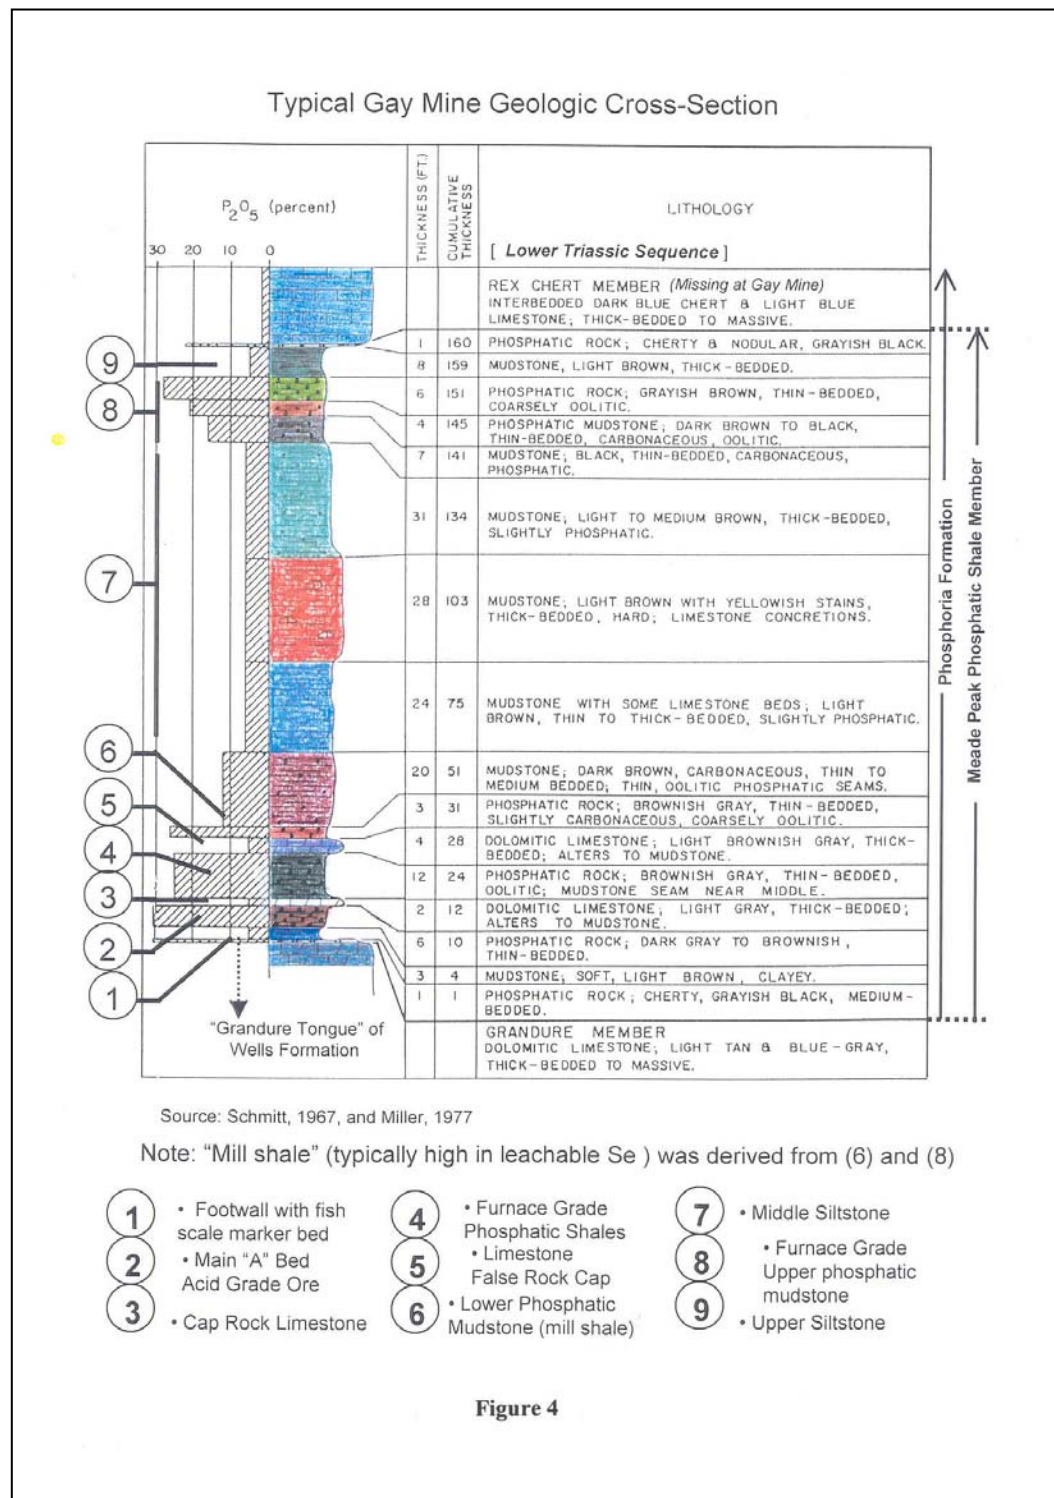 Typical Gay Mine Geologic Cross-Section
P2O5 (percent)
30 20 10 0
THICKNESS (FT.)
CUMULATIVE
THICKNESS
LITHOLOGY
[ Lower Triassic Sequence ]
REX CHERT MEMBER (Missing at Gay Mine)
INTERBEDDED DARK BLUE CHERT & LIGHT BLUE
LIMESTONE; THICK-BEDDED TO MASSIVE.
1 160 PHOSPHATIC ROCK; CHERTY & NODULAR, GRAYISH BLACK.
8 159 MUDSTONE, LIGHT BROWN, THICK-BEDDED.
6 151 PHOSPHATIC ROCK; GRAYISH BROWN, THIN-BEDDED,
COARSELY OOLITIC.
4 145 PHOSPHATIC MUDSTONE; DARK BROWN TO BLACK,
THIN-BEDDED, CARBONACEOUS, OOLITIC.
7 141 MUDSTONE; BLACK, THIN-BEDDED, CARBONACEOUS,
PHOSPHATIC.
31 134 MUDSTONE; LIGHT TO MEDIUM BROWN, THICK-BEDDED,
SLIGHTLY PHOSPHATIC.
28 103 MUDSTONE; LIGHT BROWN WITH YELLOWISH STAINS,
THICK-BEDDED, HARD; LIMESTONE CONCRETIONS.
24 75 MUDSTONE WITH SOME LIMESTONE BEDS; LIGHT
BROWN, THIN TO THICK-BEDDED, SLIGHTLY PHOSPHATIC.
20 51 MUDSTONE; DARK BROWN, CARBONACEOUS, THIN TO
MEDIUM BEDDED; THIN, OOLITIC PHOSPHATIC SEAMS.
3 31 PHOSPHATIC ROCK; BROWNISH GRAY, THIN-BEDDED,
SLIGHTLY CARBONACEOUS, COARSELY OOLITIC.
4 28 DOLOMITIC LIMESTONE; LIGHT BROWNISH GRAY, THICK-
BEDDED; ALTERS TO MUDSTONE.
12 24 PHOSPHATIC ROCK; BROWNISH GRAY, THIN-BEDDED,
OOLITIC; MUDSTONE SEAM NEAR MIDDLE.
2 12 DOLOMITIC LIMESTONE; LIGHT GRAY, THICK-BEDDED;
ALTERS TO MUDSTONE.
6 10 PHOSPHATIC ROCK; DARK GRAY TO BROWNISH,
THIN-BEDDED.
3 4 MUDSTONE; SOFT, LIGHT BROWN, CLAYEY.
1 1 PHOSPHATIC ROCK; CHERTY, GRAYISH BLACK, MEDIUM-
BEDDED.
GRANDURE MEMBER
DOLOMITIC LIMESTONE; LIGHT TAN & BLUE-GRAY,
THICK-BEDDED TO MASSIVE.
9
8
7
6
5
4
3
2
1
"Grandure Tongue" of
Wells Formation
Phosphoria Formation
Meade Peak Phosphatic Shale Member
Source: Schmitt, 1967, and Miller, 1977
Note: "Mill shale" (typically high in leachable Se ) was derived from (6) and (8)
1 • Footwall with fish
scale marker bed
2 • Main "A" Bed
Acid Grade Ore
3 • Cap Rock Limestone
4 • Furnace Grade
Phosphatic Shales
5 • Limestone
False Rock Cap
6 • Lower Phosphatic
Mudstone (mill shale)
7 • Middle Siltstone
8 • Furnace Grade
Upper phosphatic
mudstone
9 • Upper Siltstone
Figure 4